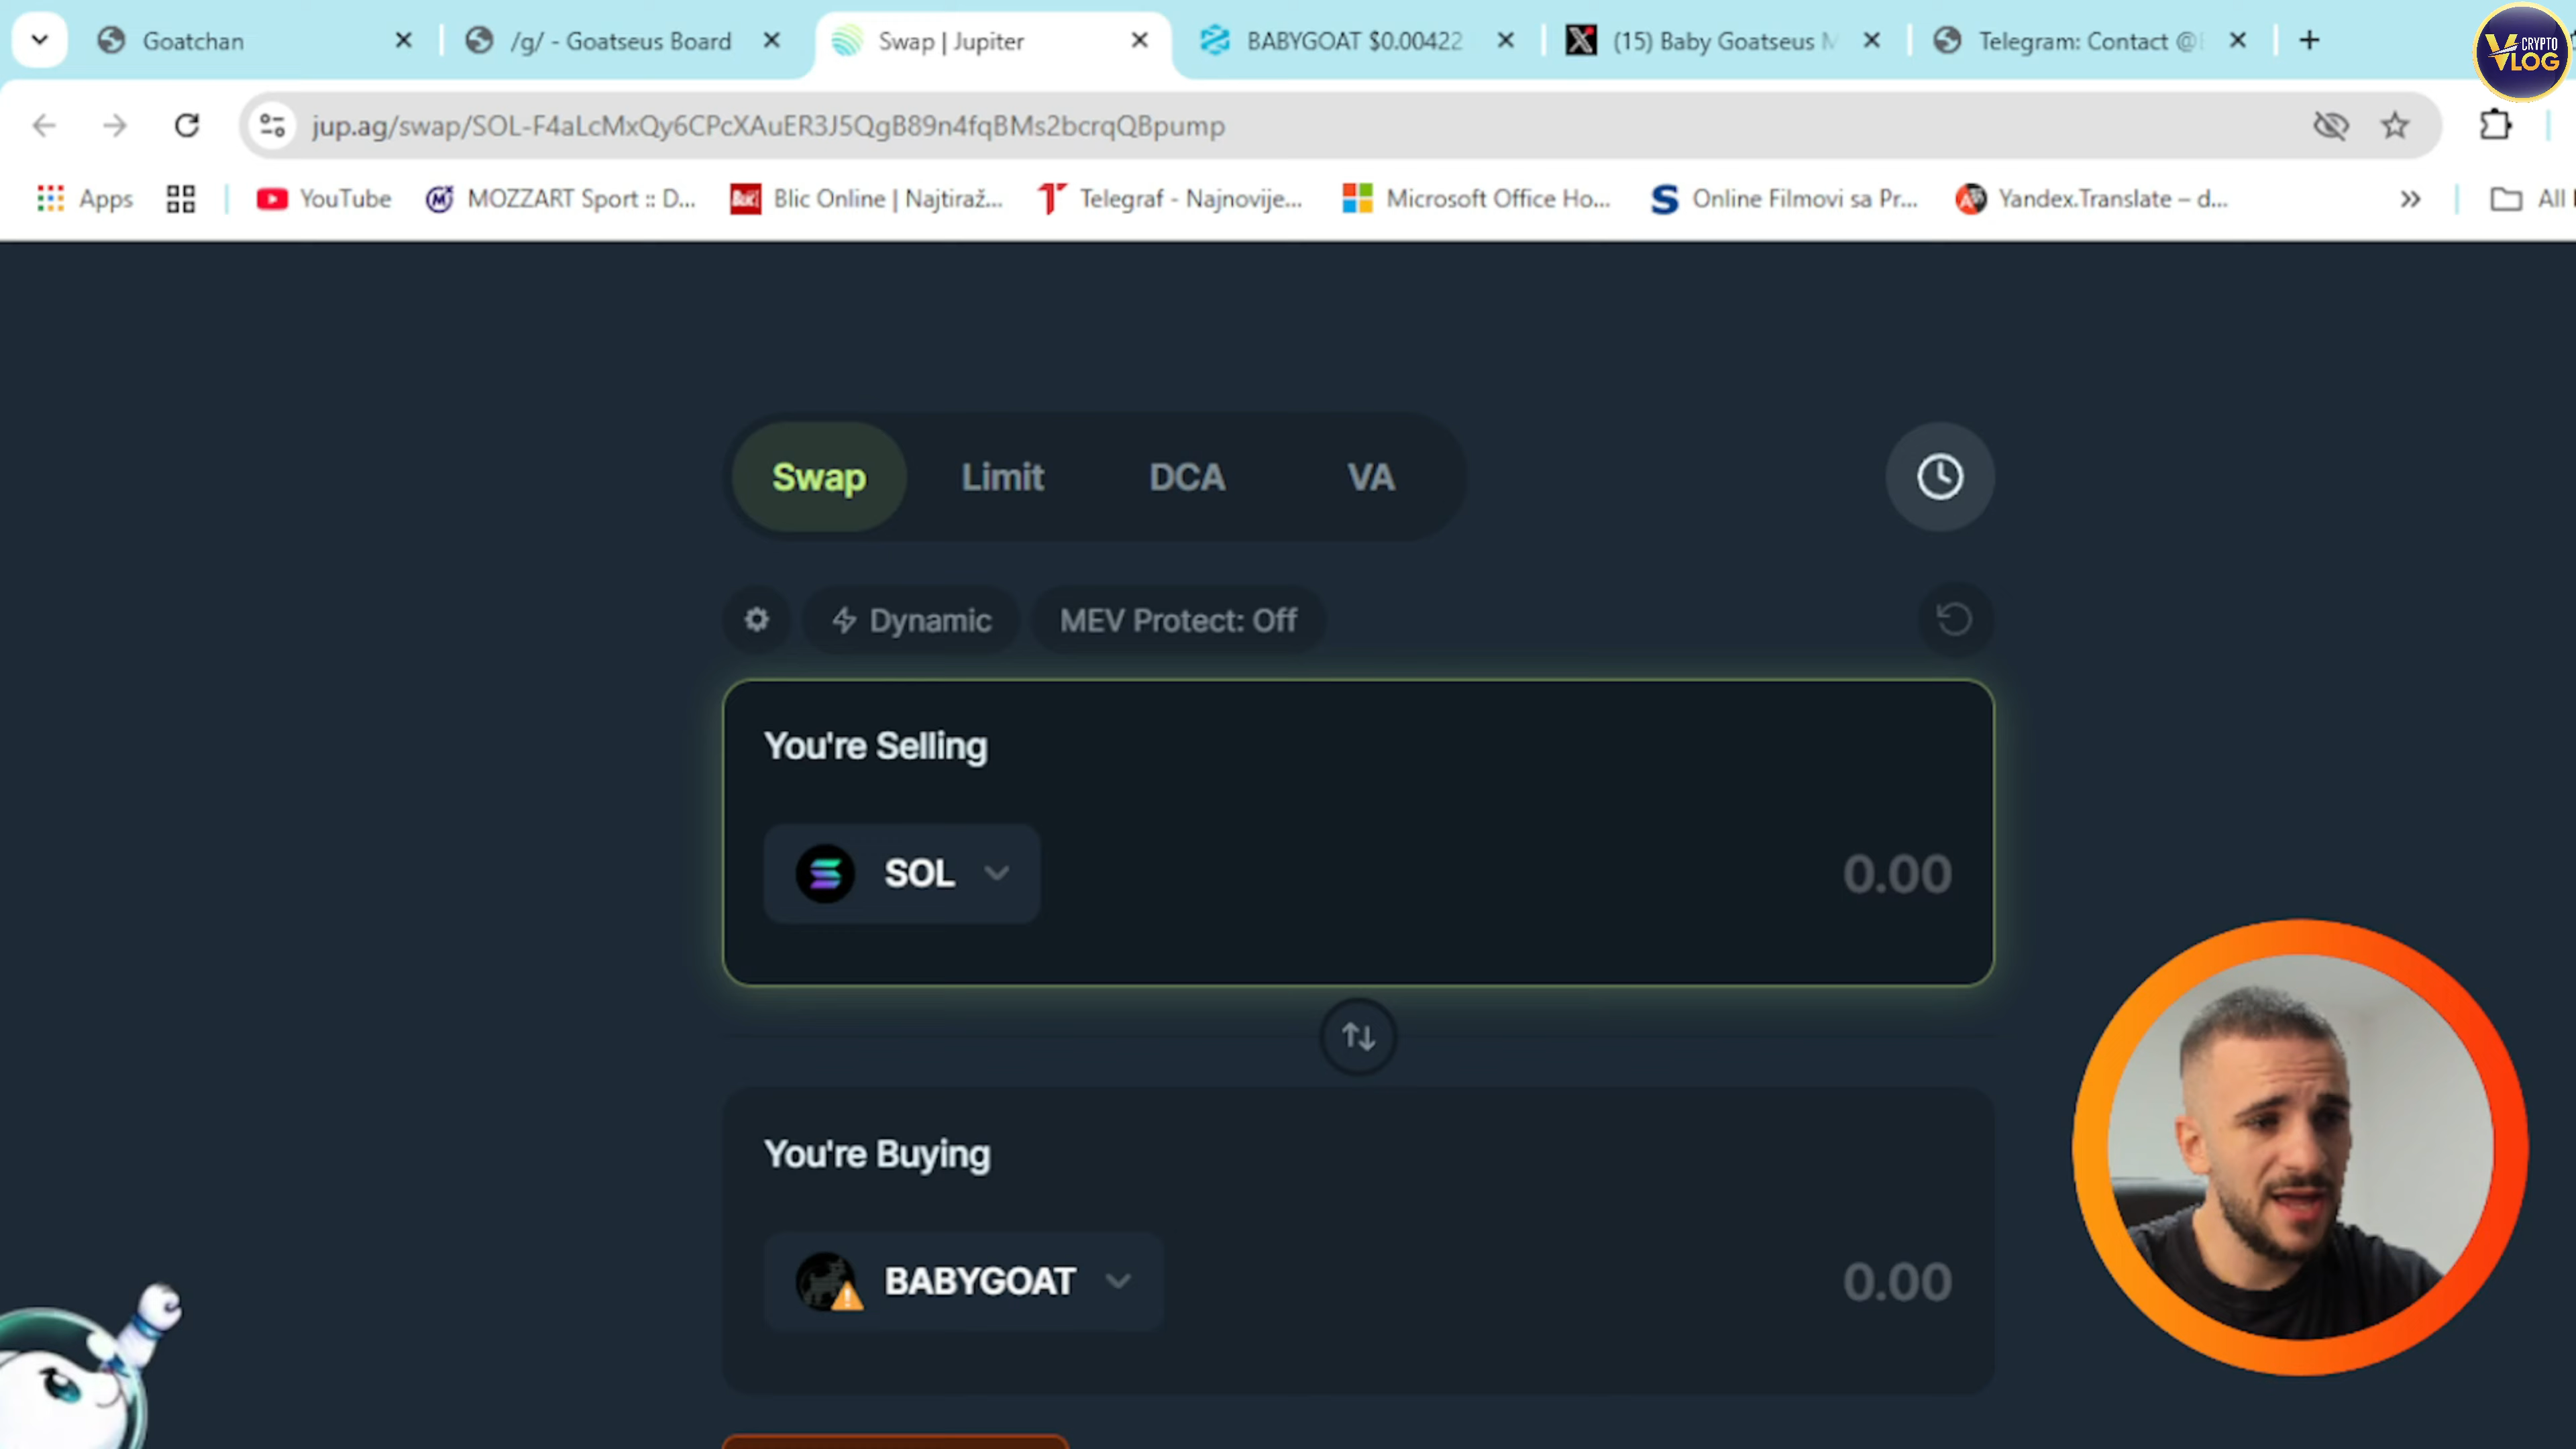 Goatchan
/g/ - Goatseus Board
Swap | Jupiter
BABYGOAT $0.00422
(15) Baby Goatseus M
Telegram: Contact @
CRYPTO
VLOG
jup.ag/swap/SOL-F4aLcMxQy6CPcXAuER3J5QgB89n4fqBMs2bcrqQBpump
Apps
YouTube
MOZZART Sport :: D...
Blic Online | Najtiraž...
Telegraf - Najnovije...
Microsoft Office Ho...
Online Filmovi sa Pr...
Yandex.Translate – d...
All
Swap
Limit
DCA
VA
Dynamic
MEV Protect: Off
You're Selling
SOL
0.00
You're Buying
BABYGOAT
0.00